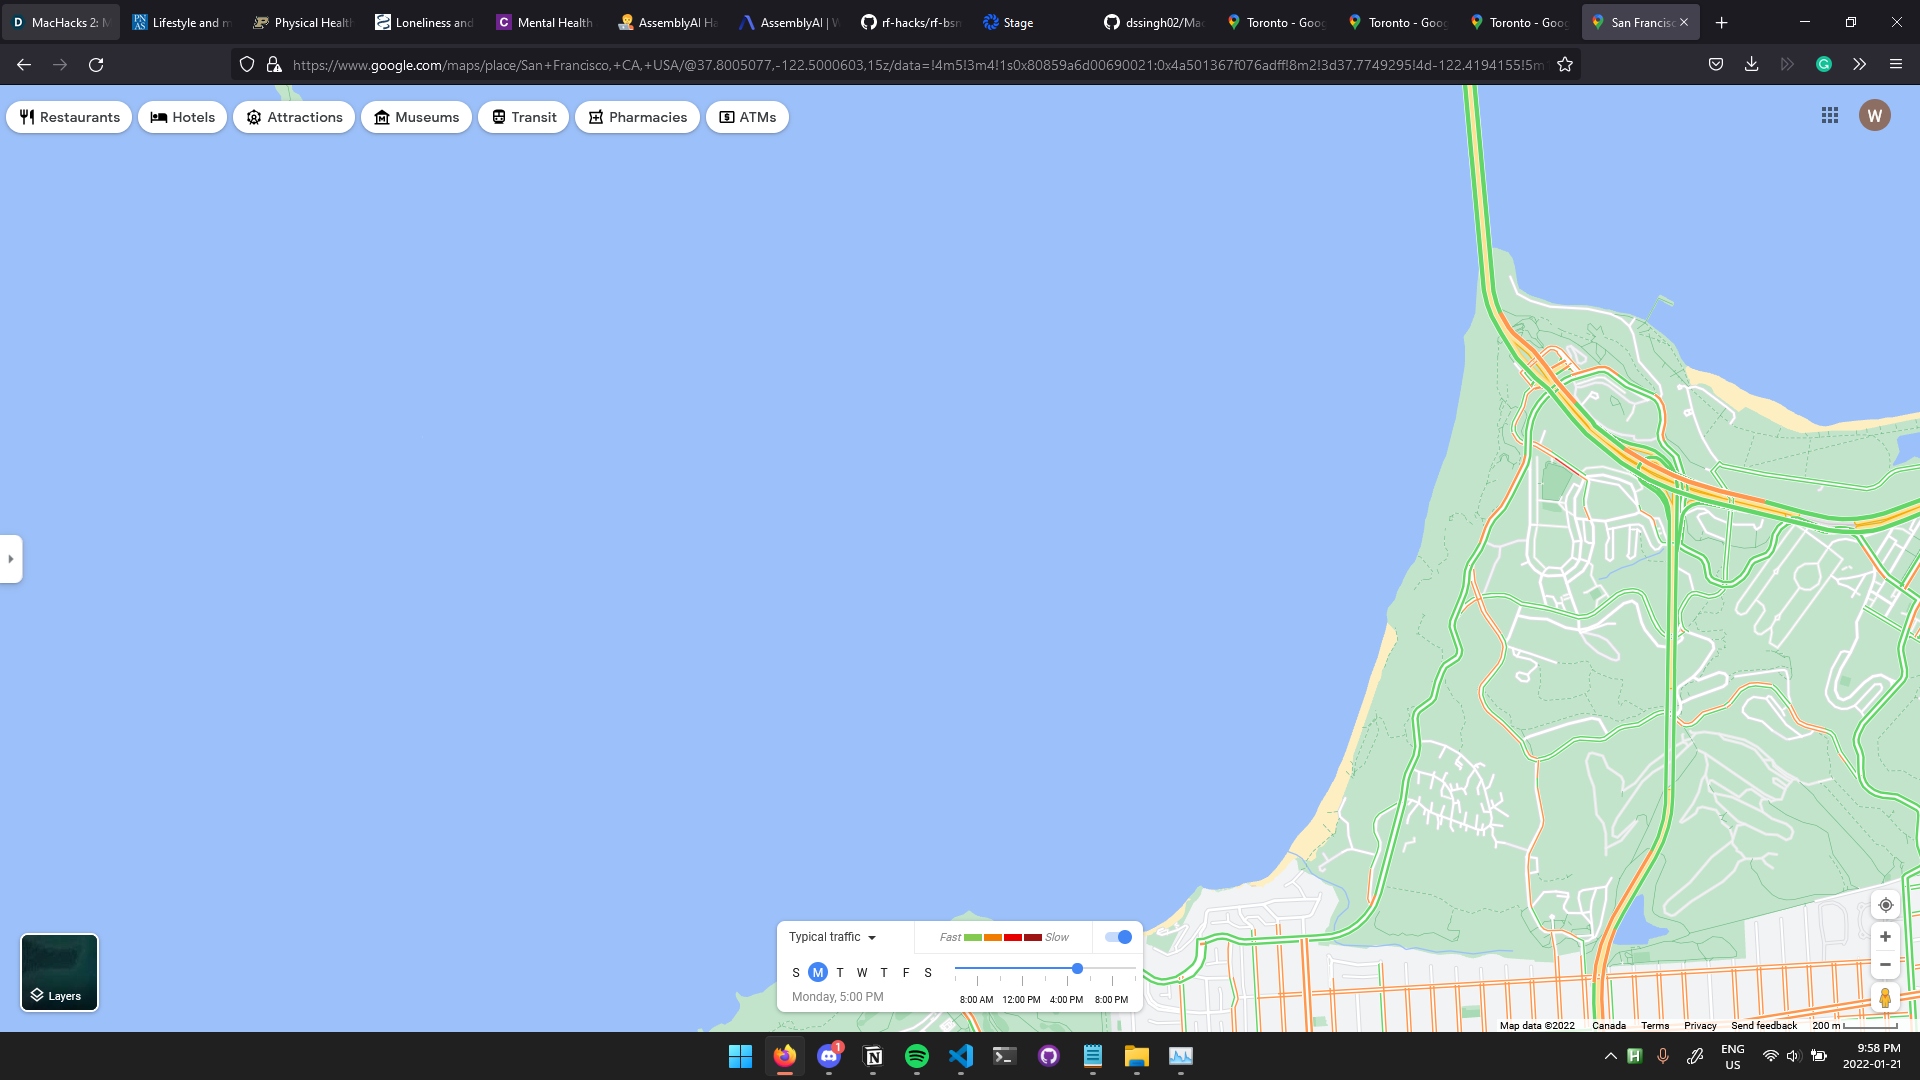 MacHacks 2: M
Lifestyle and m
Physical Health
Loneliness and
Mental Health
AssemblyAI Ha
AssemblyAI | W
rf-hacks/rf-bsn
Stage
dssingh02/Mac
Toronto - Goog
Toronto - Goog
Toronto - Goog
San Francisc
https://www.google.com/maps/place/San+Francisco,+CA,+USA/@37.8005077,-122.5000603,15z/data=!4m5!3m4!1s0x80859a6d00690021:0x4a501367f076adff!8m2!3d37.7749295!4d-122.4194155!5m1
Restaurants
Hotels
Attractions
Museums
Transit
Pharmacies
ATMs
W
Typical traffic
Fast
Slow
S M T W T F S
Monday, 5:00 PM
8:00 AM 12:00 PM 4:00 PM 8:00 PM
Layers
Map data ©2022 Canada Terms Privacy Send feedback 200 m
1
ENG
US
9:58 PM
2022-01-21